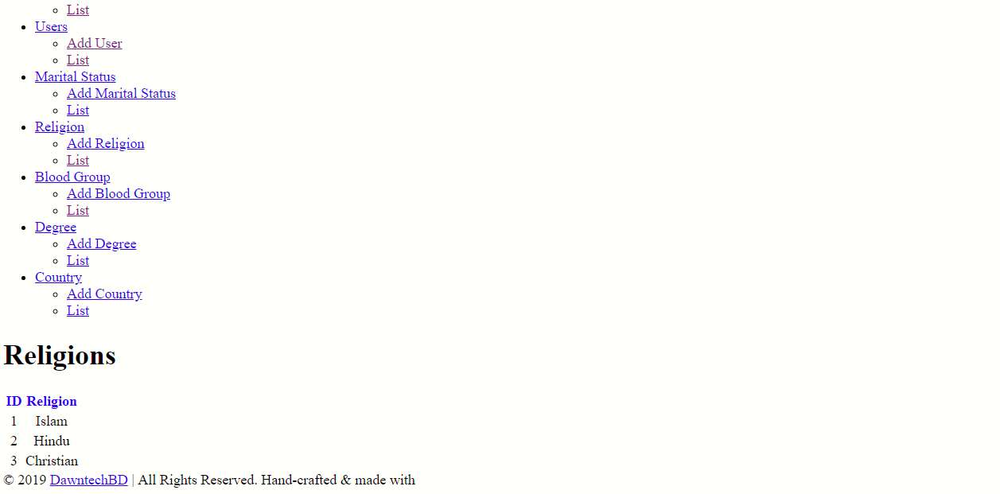 List
Users
Add User
List
Marital Status
Add Marital Status
List
Religion
Add Religion
List
Blood Group
Add Blood Group
List
Degree
Add Degree
List
Country
Add Country
List
Religions
ID Religion
1 Islam
2 Hindu
3 Christian
© 2019 DawntechBD | All Rights Reserved. Hand-crafted & made with